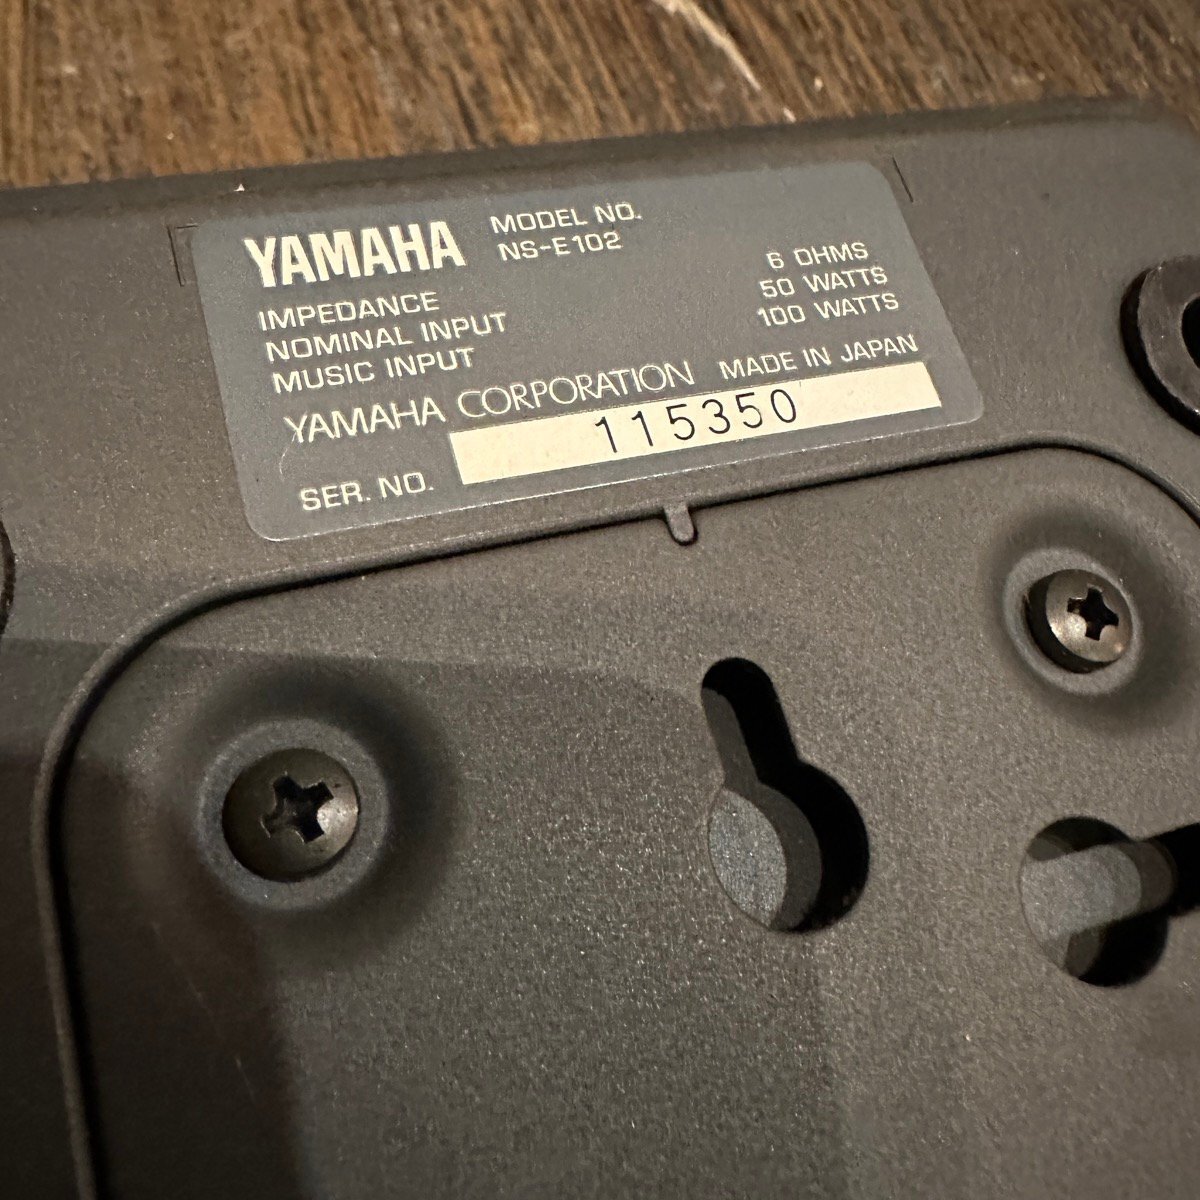 YAMAHA MODEL NO.
NS-E102
IMPEDANCE 6 OHMS
NOMINAL INPUT 50 WATTS
MUSIC INPUT 100 WATTS
YAMAHA CORPORATION MADE IN JAPAN
SER. NO. 115350